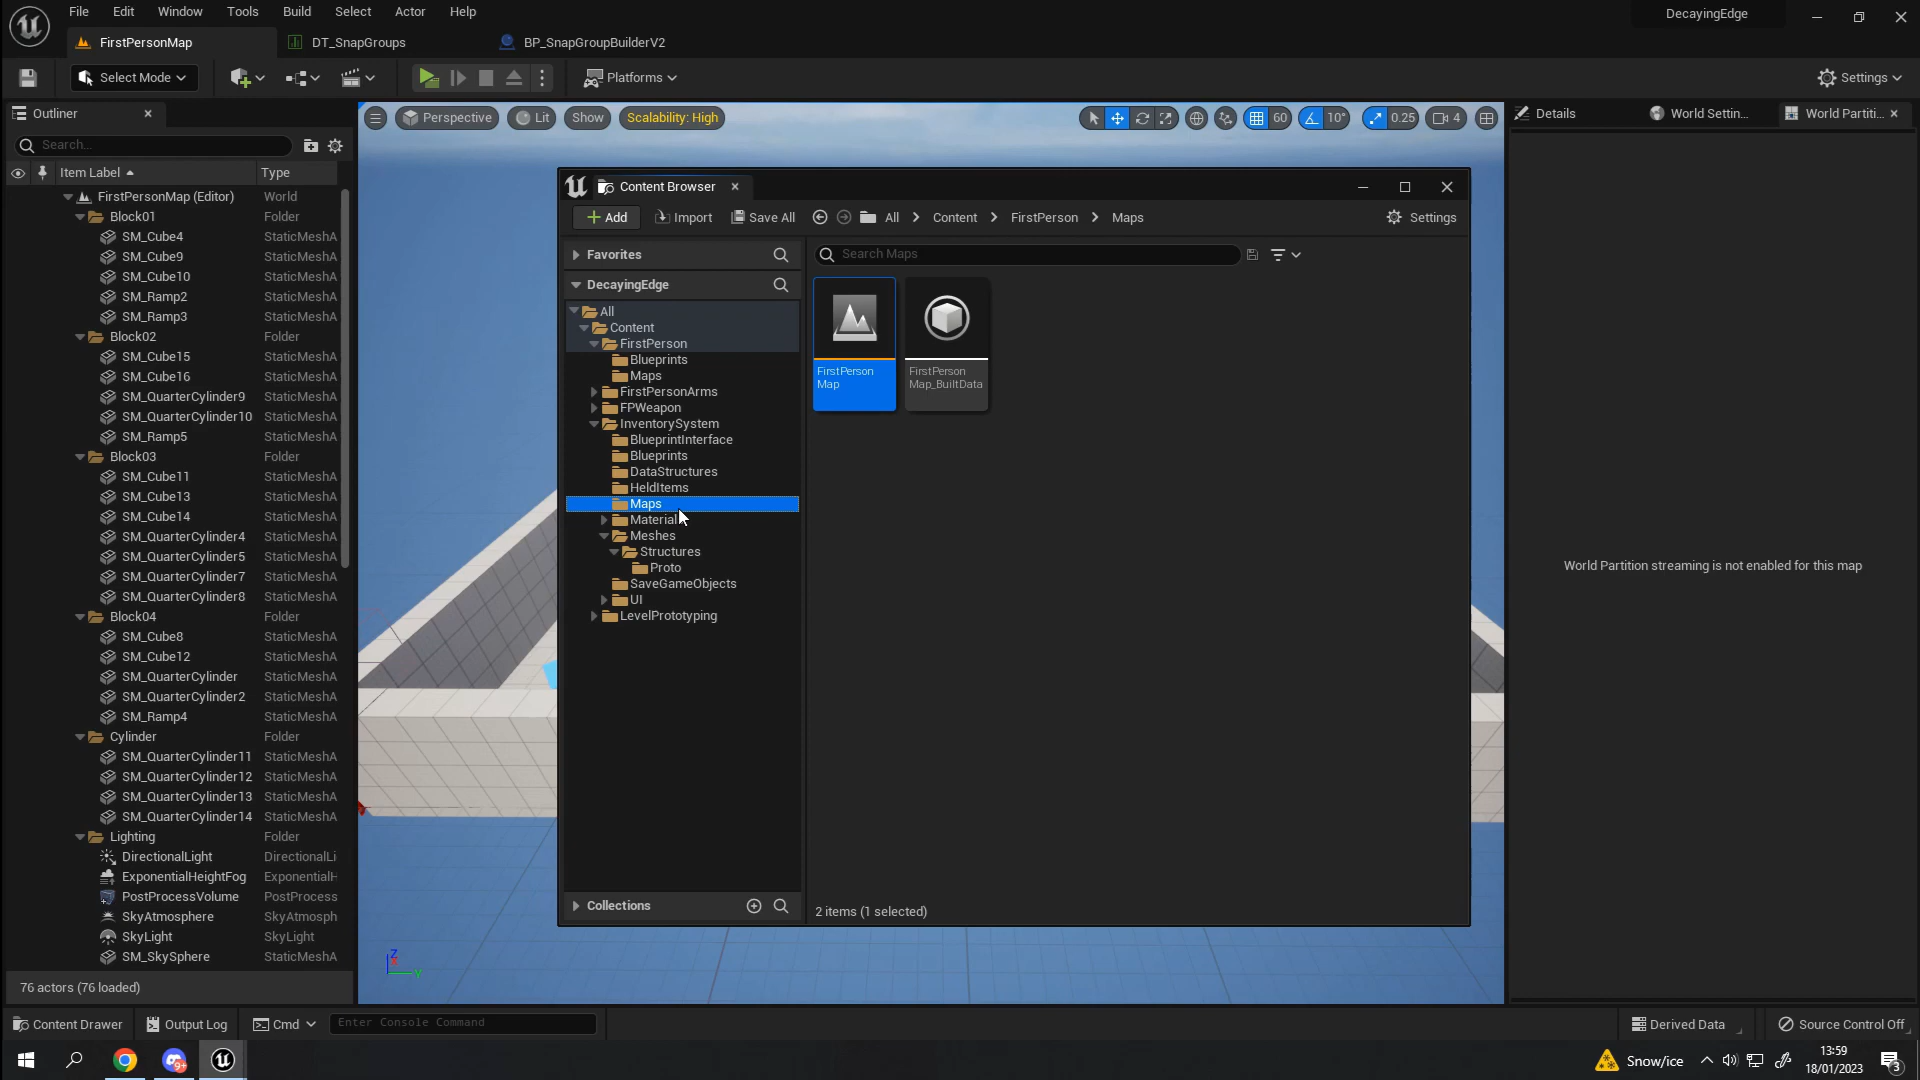 File Edit Window Tools Build Select Actor Help
DecayingEdge
FirstPersonMap
DT_SnapGroups
BP_SnapGroupBuilderV2
Select Mode
Platforms
Settings
Outliner
Search...
Item Label
Type
FirstPersonMap (Editor) World
Block01 Folder
SM_Cube4 StaticMeshA
SM_Cube9 StaticMeshA
SM_Cube10 StaticMeshA
SM_Ramp2 StaticMeshA
SM_Ramp3 StaticMeshA
Block02 Folder
SM_Cube15 StaticMeshA
SM_Cube16 StaticMeshA
SM_QuarterCylinder9 StaticMeshA
SM_QuarterCylinder10 StaticMeshA
SM_Ramp5 StaticMeshA
Block03 Folder
SM_Cube11 StaticMeshA
SM_Cube13 StaticMeshA
SM_Cube14 StaticMeshA
SM_QuarterCylinder4 StaticMeshA
SM_QuarterCylinder5 StaticMeshA
SM_QuarterCylinder7 StaticMeshA
SM_QuarterCylinder8 StaticMeshA
Block04 Folder
SM_Cube8 StaticMeshA
SM_Cube12 StaticMeshA
SM_QuarterCylinder StaticMeshA
SM_QuarterCylinder2 StaticMeshA
SM_Ramp4 StaticMeshA
Cylinder Folder
SM_QuarterCylinder11 StaticMeshA
SM_QuarterCylinder12 StaticMeshA
SM_QuarterCylinder13 StaticMeshA
SM_QuarterCylinder14 StaticMeshA
Lighting Folder
DirectionalLight DirectionalLi
ExponentialHeightFog ExponentialH
PostProcessVolume PostProcess
SkyAtmosphere SkyAtmosph
SkyLight SkyLight
SM_SkySphere StaticMeshA
76 actors (76 loaded)
Perspective
Lit
Show
Scalability: High
60
10°
0.25
4
Content Browser
Add
Import
Save All
All > Content > FirstPerson > Maps
Settings
Favorites
DecayingEdge
All
Content
FirstPerson
Blueprints
Maps
FirstPersonArms
FPWeapon
InventorySystem
BlueprintInterface
Blueprints
DataStructures
HeldItems
Maps
Material
Meshes
Structures
Proto
SaveGameObjects
UI
LevelPrototyping
Collections
Search Maps
FirstPerson
Map
FirstPerson
Map_BuiltData
2 items (1 selected)
Z
Y
Details
World Settin...
World Partiti...
World Partition streaming is not enabled for this map
Content Drawer
Output Log
Cmd
Enter Console Command
Derived Data
Source Control Off
9+
Snow/ice
13:59
18/01/2023
3